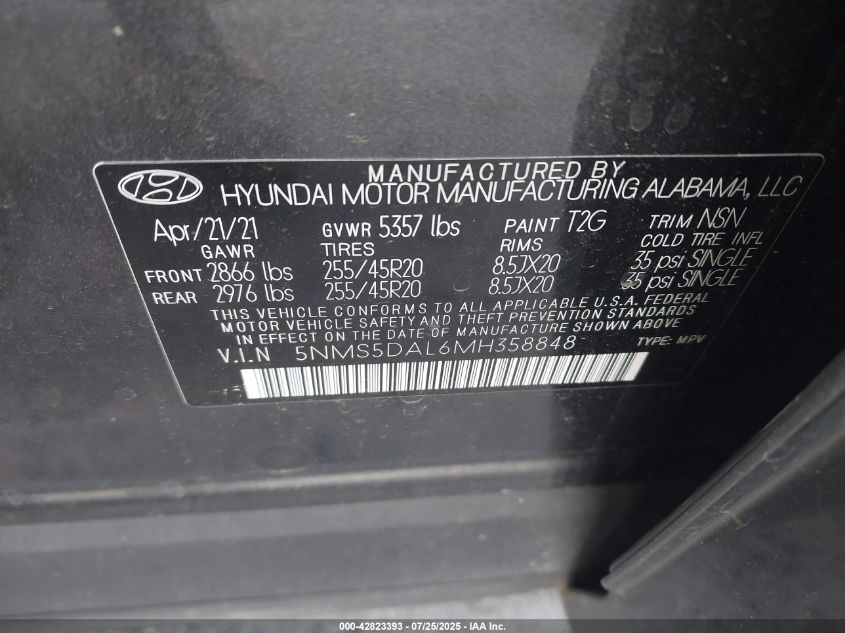 MANUFACTURED BY
HYUNDAI MOTOR MANUFACTURING ALABAMA, LLC
Apr/21/21 GVWR 5357 lbs PAINT T2G TRIM NSN
GAWR TIRES RIMS COLD TIRE INFL
FRONT 2866 lbs 255/45R20 8.5JX20 35 psi SINGLE
REAR 2976 lbs 255/45R20 8.5JX20 35 psi SINGLE
THIS VEHICLE CONFORMS TO ALL APPLICABLE U.S.A. FEDERAL
MOTOR VEHICLE SAFETY AND THEFT PREVENTION STANDARDS
IN EFFECT ON THE DATE OF MANUFACTURE SHOWN ABOVE
V.I.N 5NMS5DAL6MH358848 TYPE: MPV
000-42823393 - 07/25/2025 - IAA Inc.